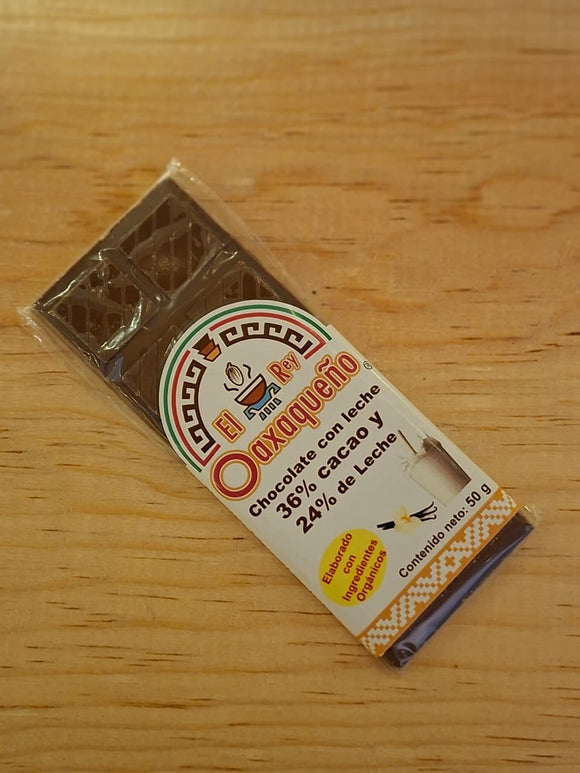 El Rey
Oaxaqueño®
Chocolate con leche
36% cacao y
24% de Leche
Elaborado
con
Ingredientes
Orgánicos
Contenido neto: 50 g